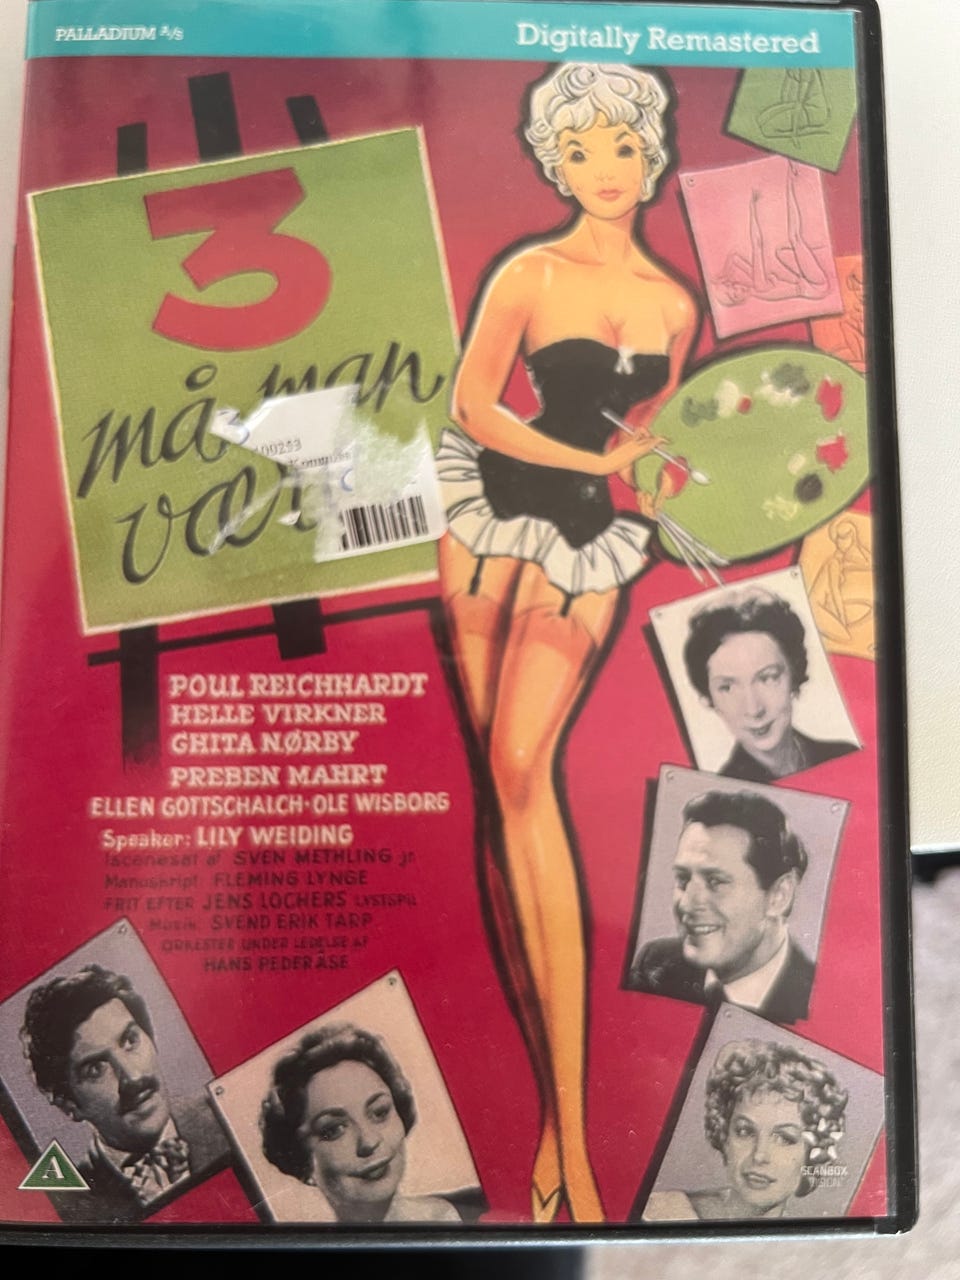 PALLADIUM A/S
Digitally Remastered
3
må man
00293
POUL REICHHARDT
HELLE VIRKNER
GHITA NØRBY
PREBEN MAHRT
ELLEN GOTTSCHALCH · OLE WISBORG
Speaker: LILY WEIDING
Iscenesat af SVEN METHLING jr.
Manuskript: FLEMING LYNGE
FRIT EFTER JENS LOCHERS LYSTSPIL
Musik: SVEND ERIK TARP
ORKESTER UNDER LEDELSE AF
HANS PEDER ÅSE
A
SCANBOX
VISION